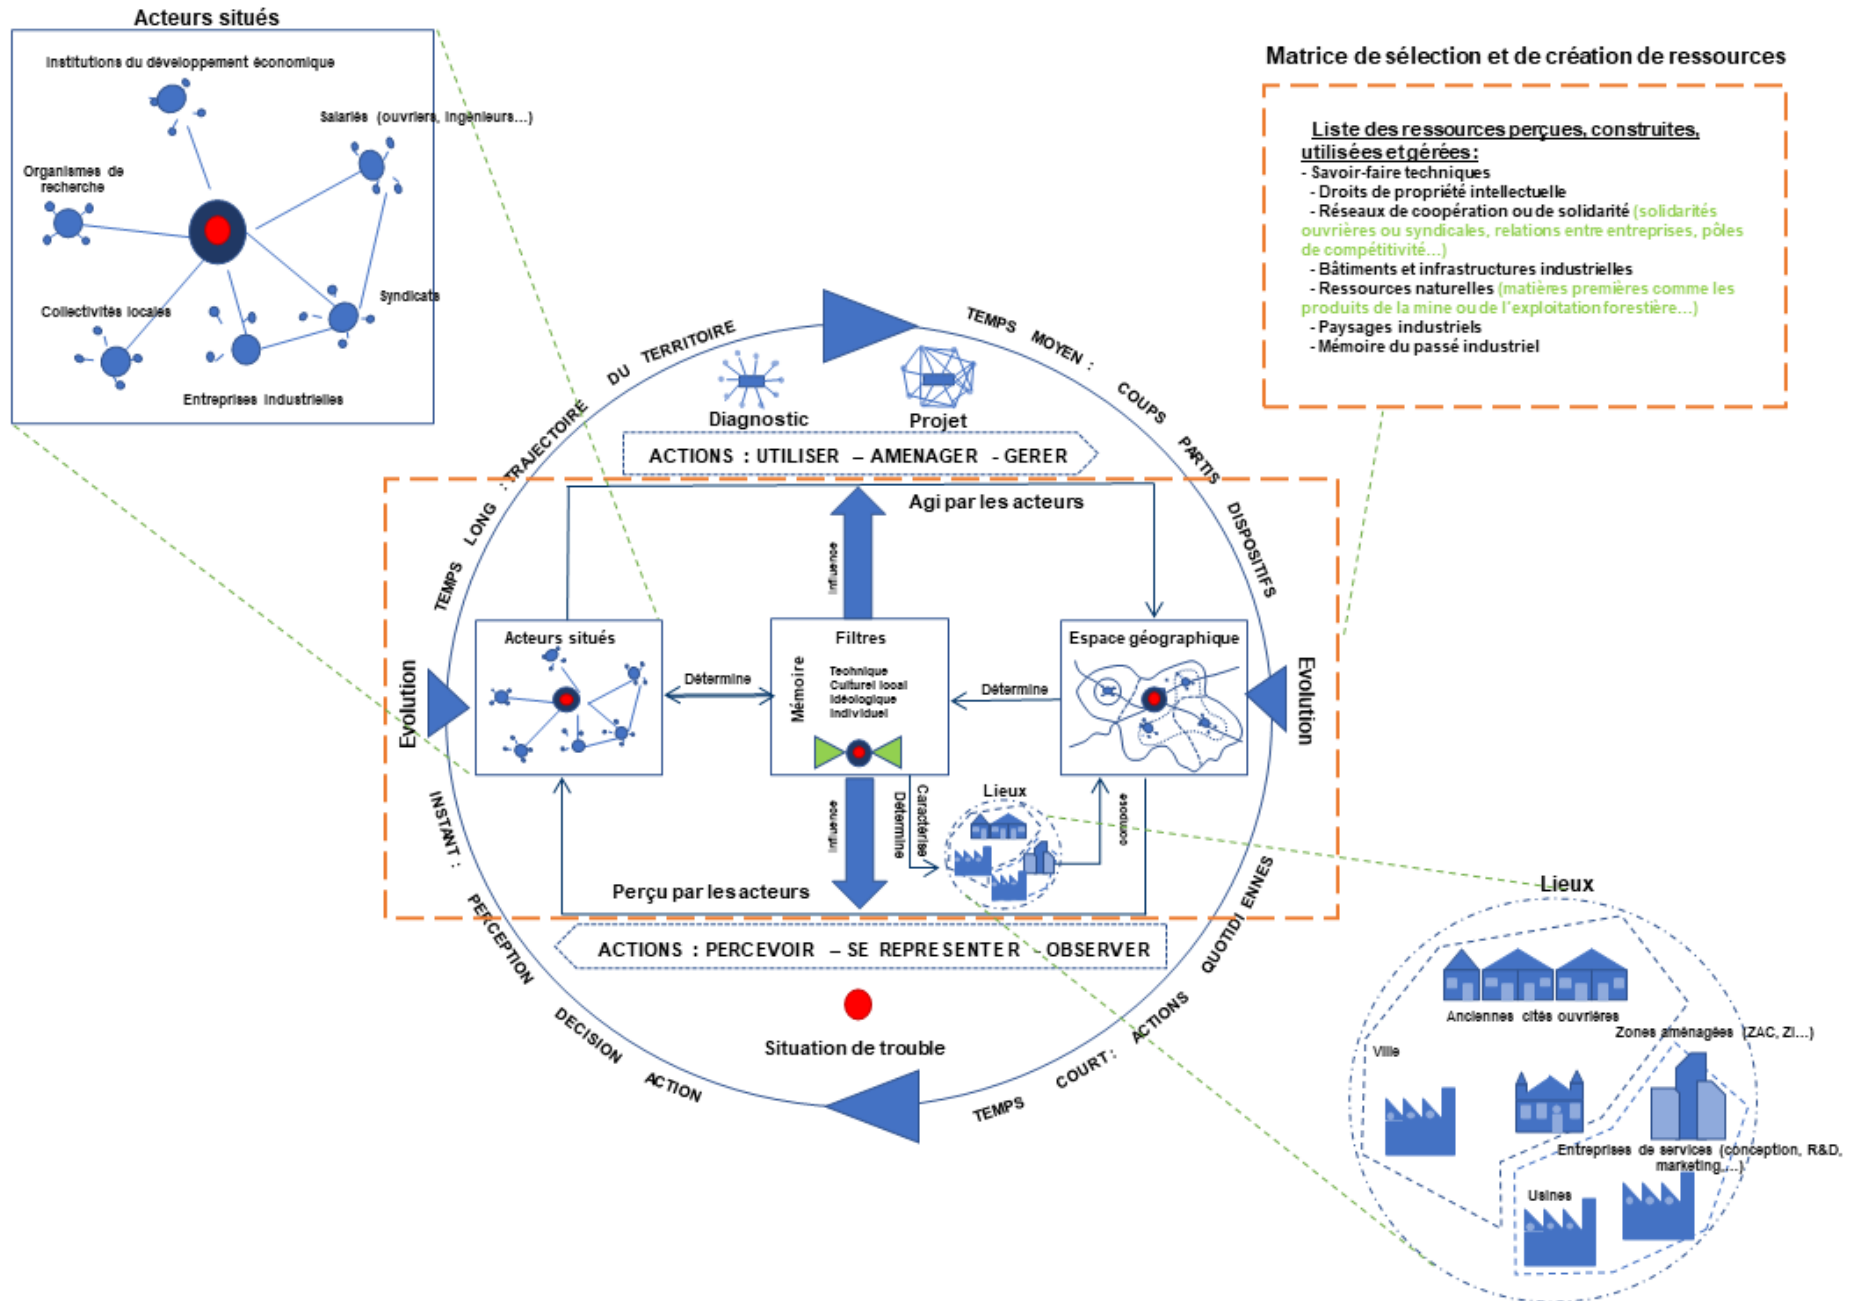 Acteurs situés
Institutions du développement économique
Salariés (ouvriers, ingénieurs...)
Organismes de
recherche
Syndicats
Collectivités locales
Entreprises industrielles
Matrice de sélection et de création de ressources
Liste des ressources perçues, construites,
utilisées et gérées :
- Savoir-faire techniques
- Droits de propriété intellectuelle
- Réseaux de coopération ou de solidarité (solidarités
ouvrières ou syndicales, relations entre entreprises, pôles
de compétitivité...)
- Bâtiments et infrastructures industrielles
- Ressources naturelles (matières premières comme les
produits de la mine ou de l'exploitation forestière...)
- Paysages industriels
- Mémoire du passé industriel
TEMPS LONG : TRAJECTOIRE DU TERRITOIRE
TEMPS MOYEN : COUPS PARTIS DISPOSITIFS
Diagnostic
Projet
ACTIONS : UTILISER – AMENAGER - GERER
Agi par les acteurs
Influence
Acteurs situés
Filtres
Espace géographique
Mémoire
Technique
Culturel local
Idéologique
Individuel
Détermine
Détermine
Evolution
Evolution
Influence
Détermine
Caractérise
Lieux
compose
Perçu par les acteurs
ACTIONS : PERCEVOIR – SE REPRESENTER - OBSERVER
Situation de trouble
INSTANT : PERCEPTION DECISION ACTION
TEMPS COURT : ACTIONS QUOTIDIENNES
Lieux
Anciennes cités ouvrières
Zones aménagées (ZAC, ZI...)
Ville
Entreprises de services (conception, R&D,
marketing,...)
Usines